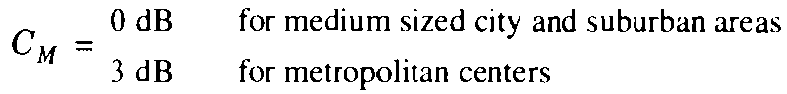 0 dB for medium sized city and suburban areas
C_M =
3 dB for metropolitan centers